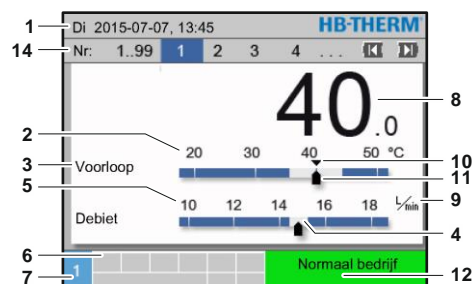 1 Di 2015-07-07, 13:45 HB-THERM
14 Nr: 1..99 1 2 3 4 ...
40.0 8
2 20 30 40 50 °C 10
3 Voorloop 11
5 10 12 14 16 18 L/min 9
Debiet 4
6
7 1 Normaal bedrijf 12